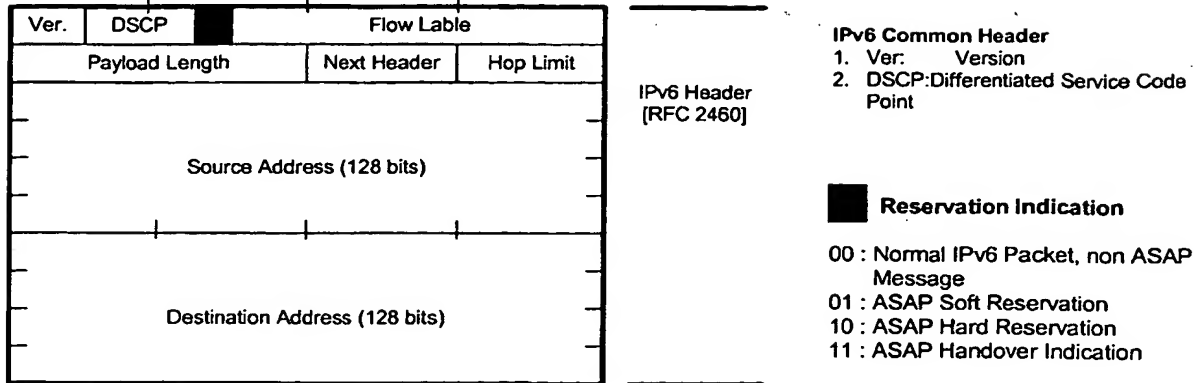 Ver. DSCP Flow Lable
Payload Length Next Header Hop Limit
Source Address (128 bits)
Destination Address (128 bits)
IPv6 Header
[RFC 2460]
IPv6 Common Header
1. Ver: Version
2. DSCP:Differentiated Service Code
Point
Reservation Indication
00 : Normal IPv6 Packet, non ASAP
Message
01 : ASAP Soft Reservation
10 : ASAP Hard Reservation
11 : ASAP Handover Indication